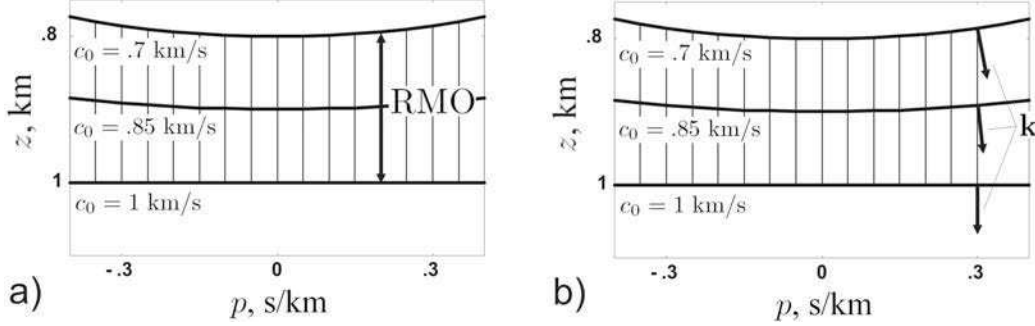 .8
c₀ = .7 km/s
RMO
c₀ = .85 km/s
z, km
1
c₀ = 1 km/s
-.3
0
.3
a)
p, s/km
.8
c₀ = .7 km/s
k
c₀ = .85 km/s
z, km
1
c₀ = 1 km/s
-.3
0
.3
b)
p, s/km